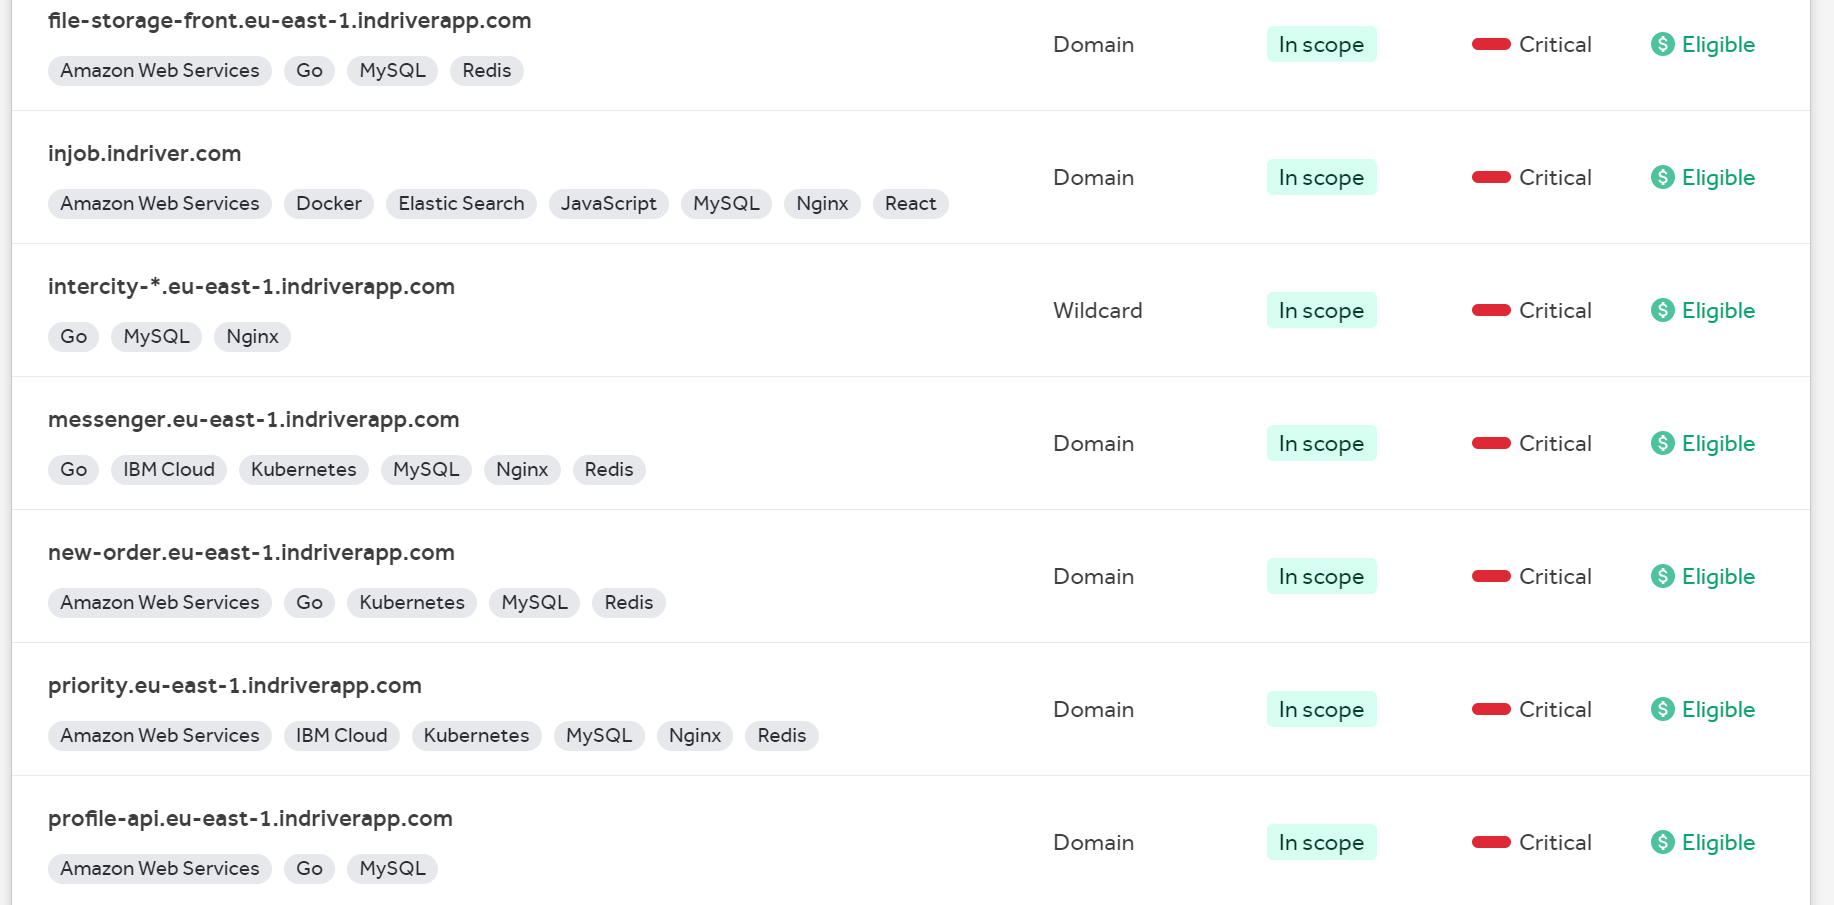 file-storage-front.eu-east-1.indriverapp.com
Domain In scope Critical Eligible
Amazon Web Services Go MySQL Redis
injob.indriver.com
Domain In scope Critical Eligible
Amazon Web Services Docker Elastic Search JavaScript MySQL Nginx React
intercity-*.eu-east-1.indriverapp.com
Wildcard In scope Critical Eligible
Go MySQL Nginx
messenger.eu-east-1.indriverapp.com
Domain In scope Critical Eligible
Go IBM Cloud Kubernetes MySQL Nginx Redis
new-order.eu-east-1.indriverapp.com
Domain In scope Critical Eligible
Amazon Web Services Go Kubernetes MySQL Redis
priority.eu-east-1.indriverapp.com
Domain In scope Critical Eligible
Amazon Web Services IBM Cloud Kubernetes MySQL Nginx Redis
profile-api.eu-east-1.indriverapp.com
Domain In scope Critical Eligible
Amazon Web Services Go MySQL